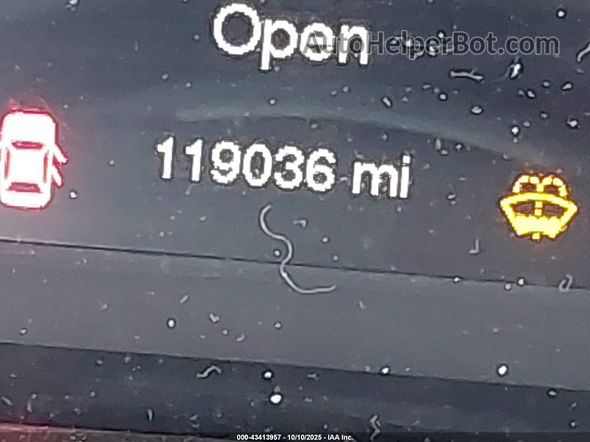 Open
AutoHelperBot.com
119036 mi
000-43413957 - 10/10/2025 - IAA Inc.